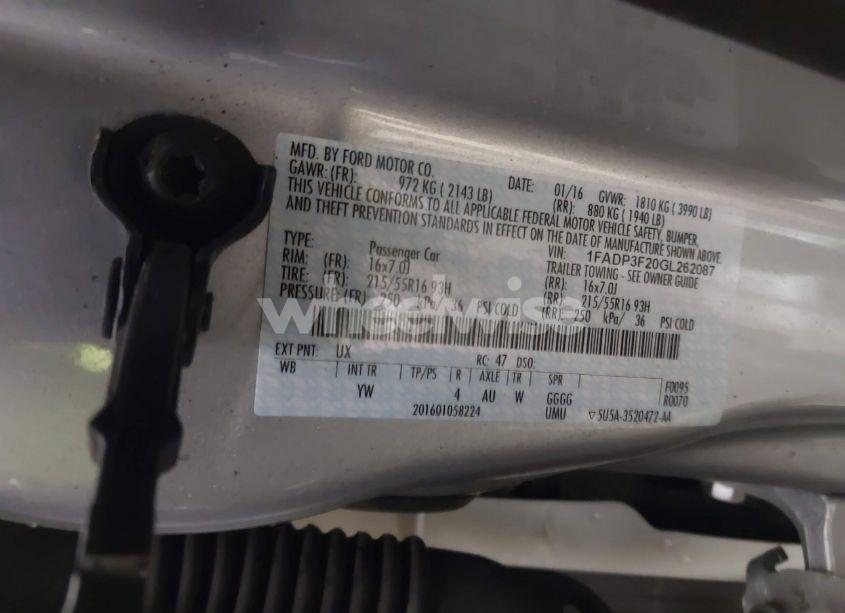 MFD. BY FORD MOTOR CO. DATE: 01/16 GVWR: 1810 KG ( 3990 LB)
GAWR: (FR): 972 KG ( 2143 LB) (RR): 880 KG ( 1940 LB)
THIS VEHICLE CONFORMS TO ALL APPLICABLE FEDERAL MOTOR VEHICLE SAFETY, BUMPER,
AND THEFT PREVENTION STANDARDS IN EFFECT ON THE DATE OF MANUFACTURE SHOWN ABOVE.
VIN: 1FADP3F20GL262087
TYPE: Passenger Car TRAILER TOWING - SEE OWNER GUIDE
RIM: (FR): 16x7.0J (RR): 16x7.0J
TIRE: (FR): 215/55R16 93H (RR): 215/55R16 93H
PRESSURE: (FR): 250 kPa/ 36 PSI COLD (RR): 250 kPa/ 36 PSI COLD
wheelwise
EXT PNT: UX RC: 47 DSO:
WB INT TR TP/PS R AXLE TR SPR F0095
YW 4 AU W GGGG R0070
201601058224 UMU ▽ 5U5A-3520472-AA